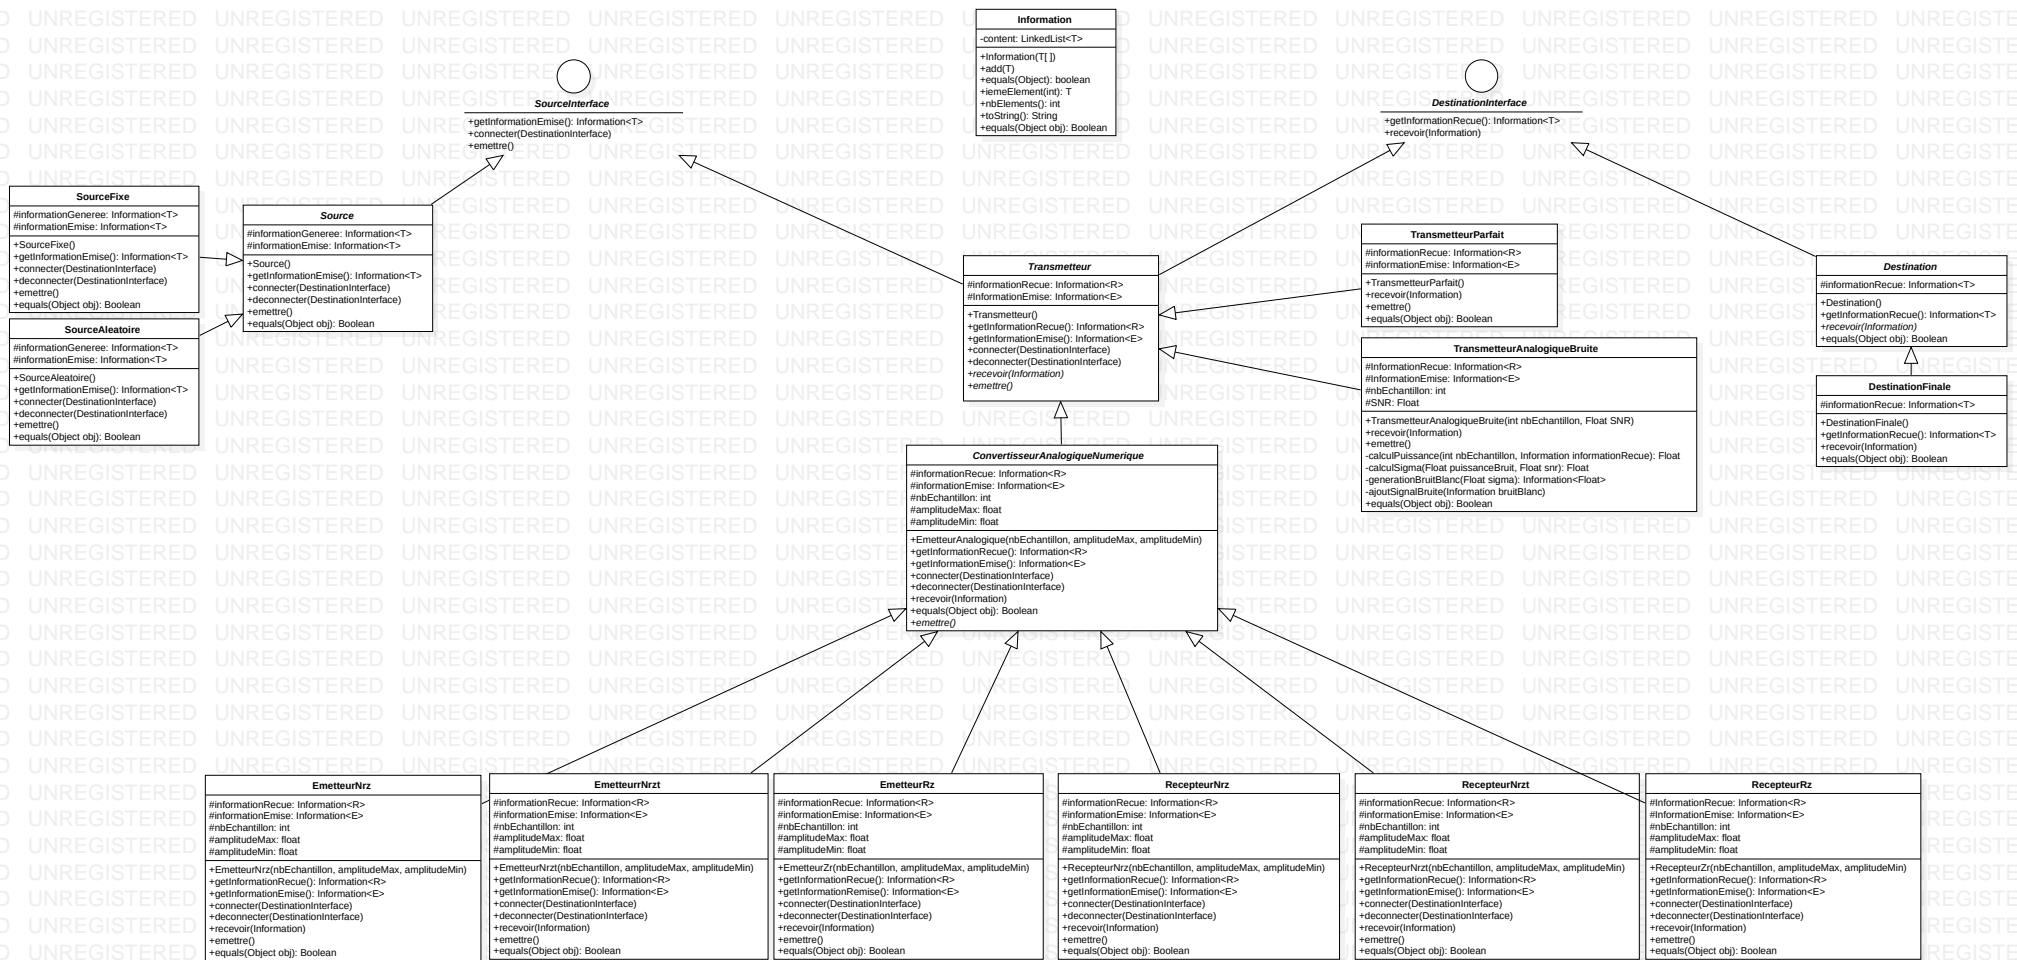 UNREGISTERED
Information
-content: LinkedList<T>
+Information(T[ ])
+add(T)
+equals(Object): boolean
+iemeElement(int): T
+nbElements(): int
+toString(): String
+equals(Object obj): Boolean
SourceInterface
+getInformationEmise(): Information<T>
+connecter(DestinationInterface)
+emettre()
DestinationInterface
+getInformationRecue(): Information<T>
+recevoir(Information)
SourceFixe
#informationGeneree: Information<T>
#informationEmise: Information<T>
+SourceFixe()
+getInformationEmise(): Information<T>
+connecter(DestinationInterface)
+deconnecter(DestinationInterface)
+emettre()
+equals(Object obj): Boolean
Source
#informationGeneree: Information<T>
#informationEmise: Information<T>
+Source()
+getInformationEmise(): Information<T>
+connecter(DestinationInterface)
+deconnecter(DestinationInterface)
+emettre()
+equals(Object obj): Boolean
SourceAleatoire
#informationGeneree: Information<T>
#informationEmise: Information<T>
+SourceAleatoire()
+getInformationEmise(): Information<T>
+connecter(DestinationInterface)
+deconnecter(DestinationInterface)
+emettre()
+equals(Object obj): Boolean
Transmetteur
#informationRecue: Information<R>
#InformationEmise: Information<E>
+Transmetteur()
+getInformationRecue(): Information<R>
+getInformationEmise(): Information<E>
+connecter(DestinationInterface)
+deconnecter(DestinationInterface)
+recevoir(Information)
+emettre()
TransmetteurParfait
#informationRecue: Information<R>
#informationEmise: Information<E>
+TransmetteurParfait()
+recevoir(Information)
+emettre()
+equals(Object obj): Boolean
TransmetteurAnalogiqueBruite
#InformationRecue: Information<R>
#InformationEmise: Information<E>
#nbEchantillon: int
#SNR: Float
+TransmetteurAnalogiqueBruite(int nbEchantillon, Float SNR)
+recevoir(Information)
+emettre()
-calculPuissance(int nbEchantillon, Information informationRecue): Float
-calculSigma(Float puissanceBruit, Float snr): Float
-generationBruitBlanc(Float sigma): Information<Float>
-ajoutSignalBruite(Information bruitBlanc)
+equals(Object obj): Boolean
Destination
#informationRecue: Information<T>
+Destination()
+getInformationRecue(): Information<T>
+recevoir(Information)
+equals(Object obj): Boolean
DestinationFinale
#informationRecue: Information<T>
+DestinationFinale()
+getInformationRecue(): Information<T>
+recevoir(Information)
+equals(Object obj): Boolean
ConvertisseurAnalogiqueNumerique
#informationRecue: Information<R>
#informationEmise: Information<E>
#nbEchantillon: int
#amplitudeMax: float
#amplitudeMin: float
+EmetteurAnalogique(nbEchantillon, amplitudeMax, amplitudeMin)
+getInformationRecue(): Information<R>
+getInformationEmise(): Information<E>
+connecter(DestinationInterface)
+deconnecter(DestinationInterface)
+recevoir(Information)
+equals(Object obj): Boolean
+emettre()
EmetteurNrz
#informationRecue: Information<R>
#informationEmise: Information<E>
#nbEchantillon: int
#amplitudeMax: float
#amplitudeMin: float
+EmetteurNrz(nbEchantillon, amplitudeMax, amplitudeMin)
+getInformationRecue(): Information<R>
+getInformationEmise(): Information<E>
+connecter(DestinationInterface)
+deconnecter(DestinationInterface)
+recevoir(Information)
+emettre()
+equals(Object obj): Boolean
EmetteurrNrzt
#informationRecue: Information<R>
#informationEmise: Information<E>
#nbEchantillon: int
#amplitudeMax: float
#amplitudeMin: float
+EmetteurNrzt(nbEchantillon, amplitudeMax, amplitudeMin)
+getInformationRecue(): Information<R>
+getInformationEmise(): Information<E>
+connecter(DestinationInterface)
+deconnecter(DestinationInterface)
+recevoir(Information)
+emettre()
+equals(Object obj): Boolean
EmetteurRz
#informationRecue: Information<R>
#informationEmise: Information<E>
#nbEchantillon: int
#amplitudeMax: float
#amplitudeMin: float
+EmetteurZr(nbEchantillon, amplitudeMax, amplitudeMin)
+getInformationRecue(): Information<R>
+getInformationRemise(): Information<E>
+connecter(DestinationInterface)
+deconnecter(DestinationInterface)
+recevoir(Information)
+emettre()
+equals(Object obj): Boolean
RecepteurNrz
#informationRecue: Information<R>
#informationEmise: Information<E>
#nbEchantillon: int
#amplitudeMax: float
#amplitudeMin: float
+RecepteurNrz(nbEchantillon, amplitudeMax, amplitudeMin)
+getInformationRecue(): Information<R>
+getInformationEmise(): Information<E>
+connecter(DestinationInterface)
+deconnecter(DestinationInterface)
+recevoir(Information)
+emettre()
+equals(Object obj): Boolean
RecepteurNrzt
#informationRecue: Information<R>
#informationEmise: Information<E>
#nbEchantillon: int
#amplitudeMax: float
#amplitudeMin: float
+RecepteurNrzt(nbEchantillon, amplitudeMax, amplitudeMin)
+getInformationRecue(): Information<R>
+getInformationEmise(): Information<E>
+connecter(DestinationInterface)
+deconnecter(DestinationInterface)
+recevoir(Information)
+emettre()
+equals(Object obj): Boolean
RecepteurRz
#InformationRecue: Information<R>
#InformationEmise: Information<E>
#nbEchantillon: int
#amplitudeMax: float
#amplitudeMin: float
+RecepteurZr(nbEchantillon, amplitudeMax, amplitudeMin)
+getInformationRecue(): Information<R>
+getInformationEmise(): Information<E>
+connecter(DestinationInterface)
+deconnecter(DestinationInterface)
+recevoir(Information)
+emettre()
+equals(Object obj): Boolean